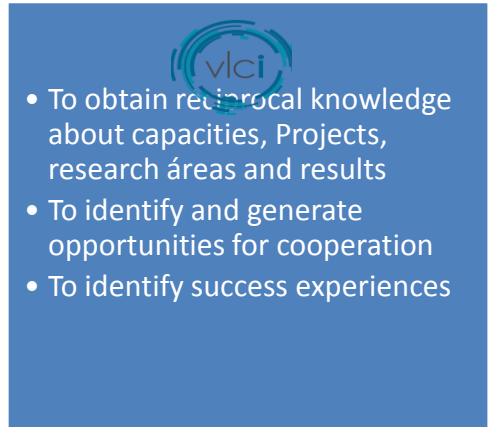 vlci
• To obtain reciprocal knowledge
about capacities, Projects,
research áreas and results
• To identify and generate
opportunities for cooperation
• To identify success experiences